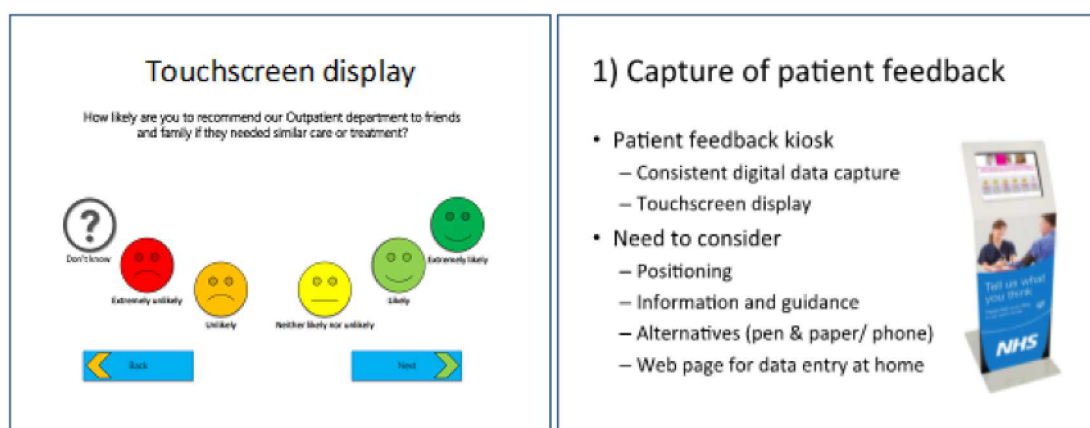 Touchscreen display
How likely are you to recommend our Outpatient department to friends
and family if they needed similar care or treatment?
?
Don't know
Extremely unlikely
Unlikely
Neither likely nor unlikely
Likely
Extremely likely
Back
Next
1) Capture of patient feedback
• Patient feedback kiosk
– Consistent digital data capture
– Touchscreen display
• Need to consider
– Positioning
– Information and guidance
– Alternatives (pen & paper/ phone)
– Web page for data entry at home
Tell us what
you think
NHS